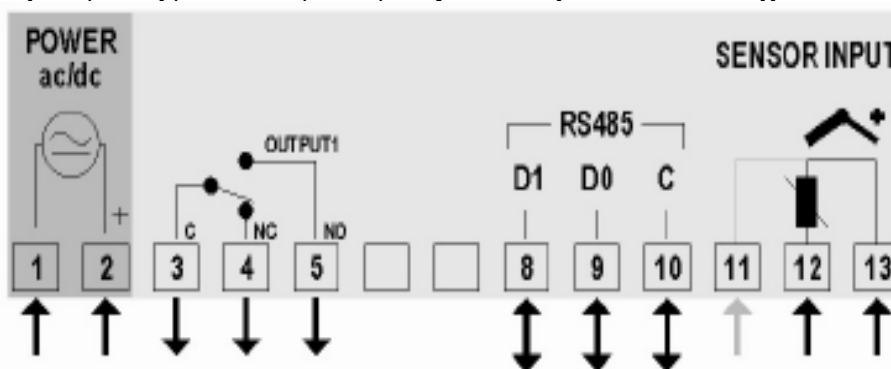 POWER
ac/dc
SENSOR INPUT
RS485
OUTPUT1
D1 D0 C
+
C NC NO
1 2 3 4 5 8 9 10 11 12 13